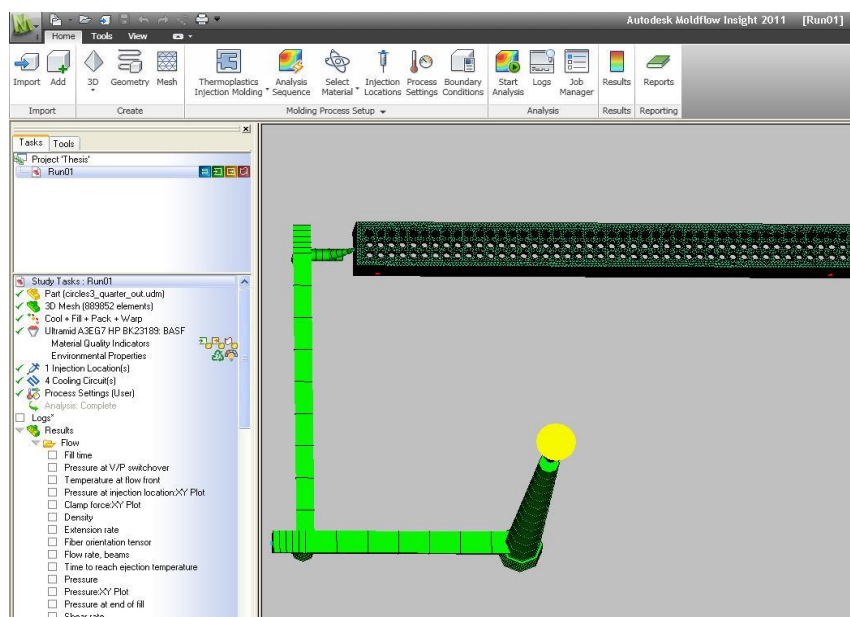 Autodesk Moldflow Insight 2011 [Run01]
Home Tools View
Import Add 3D Geometry Mesh Thermoplastics Injection Molding Analysis Sequence Select Material Injection Locations Process Settings Boundary Conditions Start Analysis Logs Job Manager Results Reports
Import Create Molding Process Setup Analysis Results Reporting
Tasks Tools
Project 'Thesis'
Run01
Study Tasks : Run01
Part (circles3_quarter_out.udm)
3D Mesh (889852 elements)
Cool + Fill + Pack + Warp
Ultramid A3EG7 HP BK23189: BASF
Material Quality Indicators
Environmental Properties
1 Injection Location(s)
4 Cooling Circuit(s)
Process Settings (User)
Analysis: Complete
Logs*
Results
Flow
Fill time
Pressure at V/P switchover
Temperature at flow front
Pressure at injection location:XY Plot
Clamp force:XY Plot
Density
Extension rate
Fiber orientation tensor
Flow rate, beams
Time to reach ejection temperature
Pressure
Pressure:XY Plot
Pressure at end of fill
Shear rate